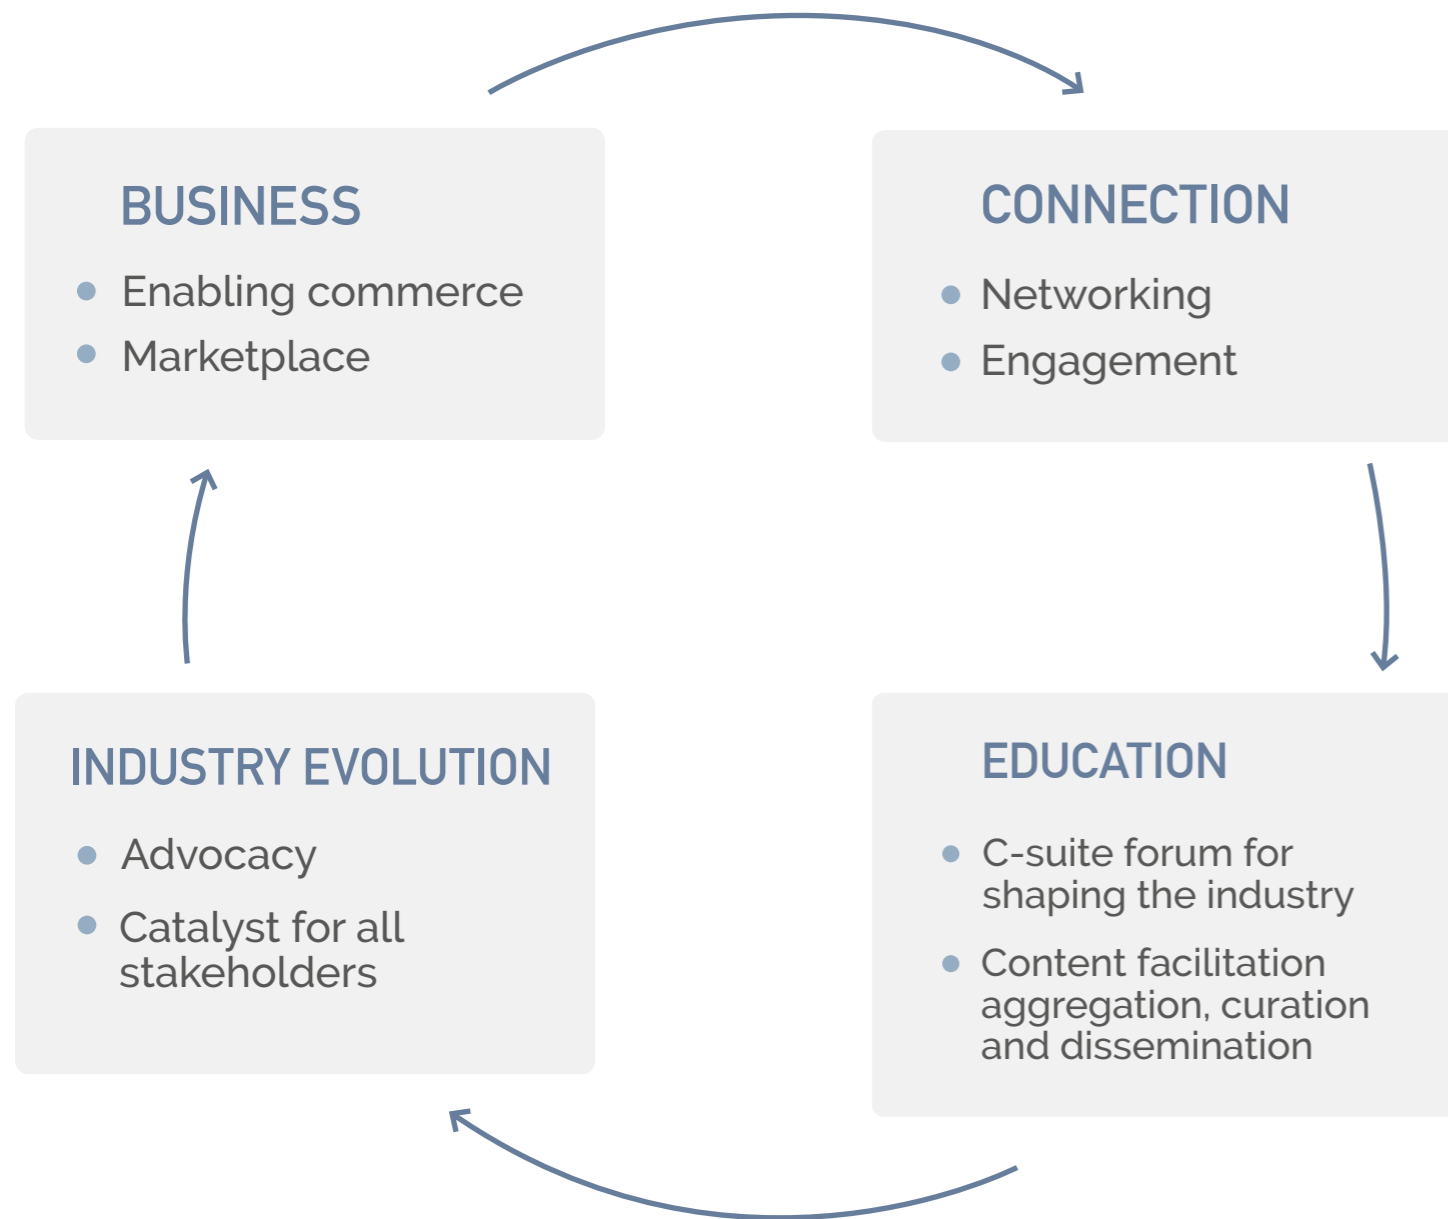 BUSINESS
Enabling commerce
Marketplace
CONNECTION
Networking
Engagement
INDUSTRY EVOLUTION
Advocacy
Catalyst for all
stakeholders
EDUCATION
C-suite forum for
shaping the industry
Content facilitation
aggregation, curation
and dissemination